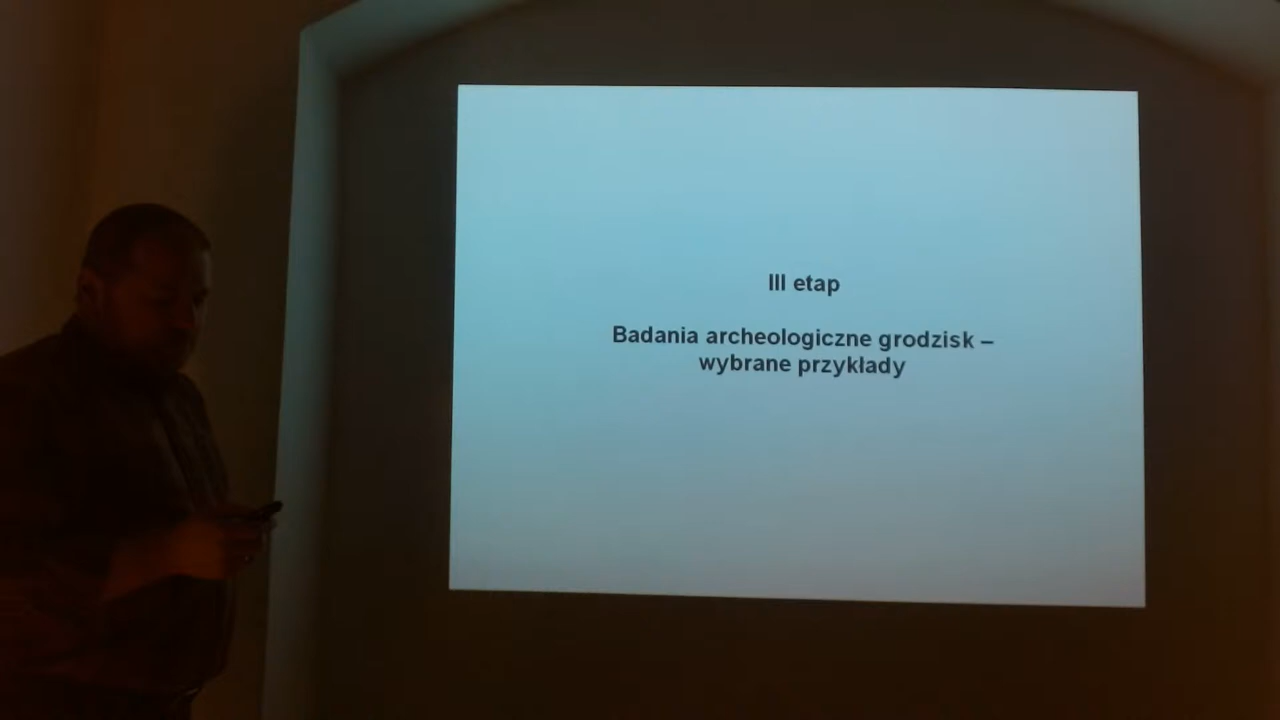 III etap
Badania archeologiczne grodzisk –
wybrane przykłady